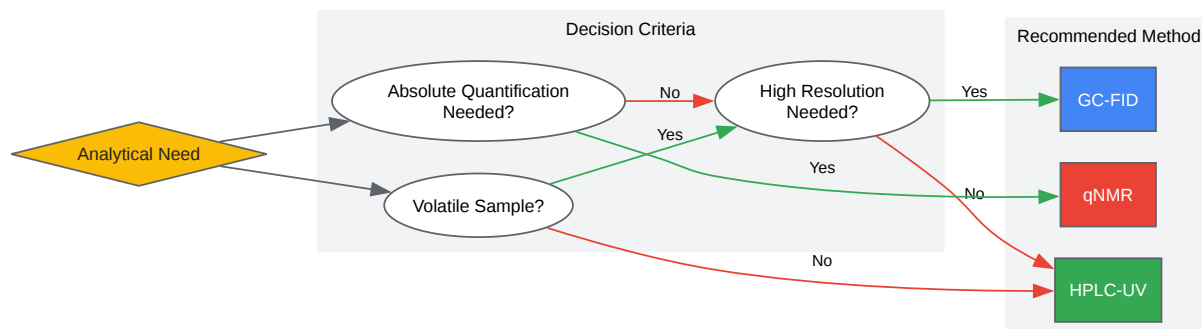 Decision Criteria
Recommended Method
Absolute Quantification
Needed?
No
High Resolution
Needed?
Yes
GC-FID
Analytical Need
Yes
Yes
qNMR
No
Volatile Sample?
No
HPLC-UV